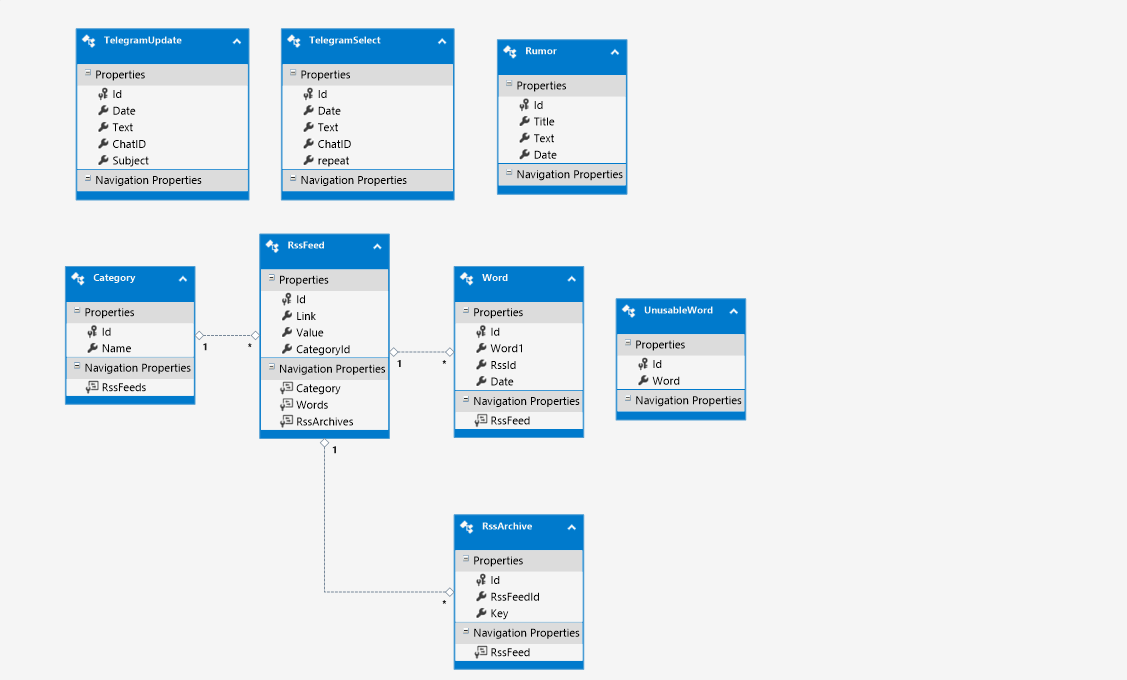 TelegramUpdate
Properties
Id
Date
Text
ChatID
Subject
Navigation Properties
TelegramSelect
Properties
Id
Date
Text
ChatID
repeat
Navigation Properties
Rumor
Properties
Id
Title
Text
Date
Navigation Properties
Category
Properties
Id
Name
Navigation Properties
RssFeeds
1
*
RssFeed
Properties
Id
Link
Value
CategoryId
Navigation Properties
Category
Words
RssArchives
1
*
Word
Properties
Id
Word1
RssId
Date
Navigation Properties
RssFeed
UnusableWord
Properties
Id
Word
Navigation Properties
1
*
RssArchive
Properties
Id
RssFeedId
Key
Navigation Properties
RssFeed